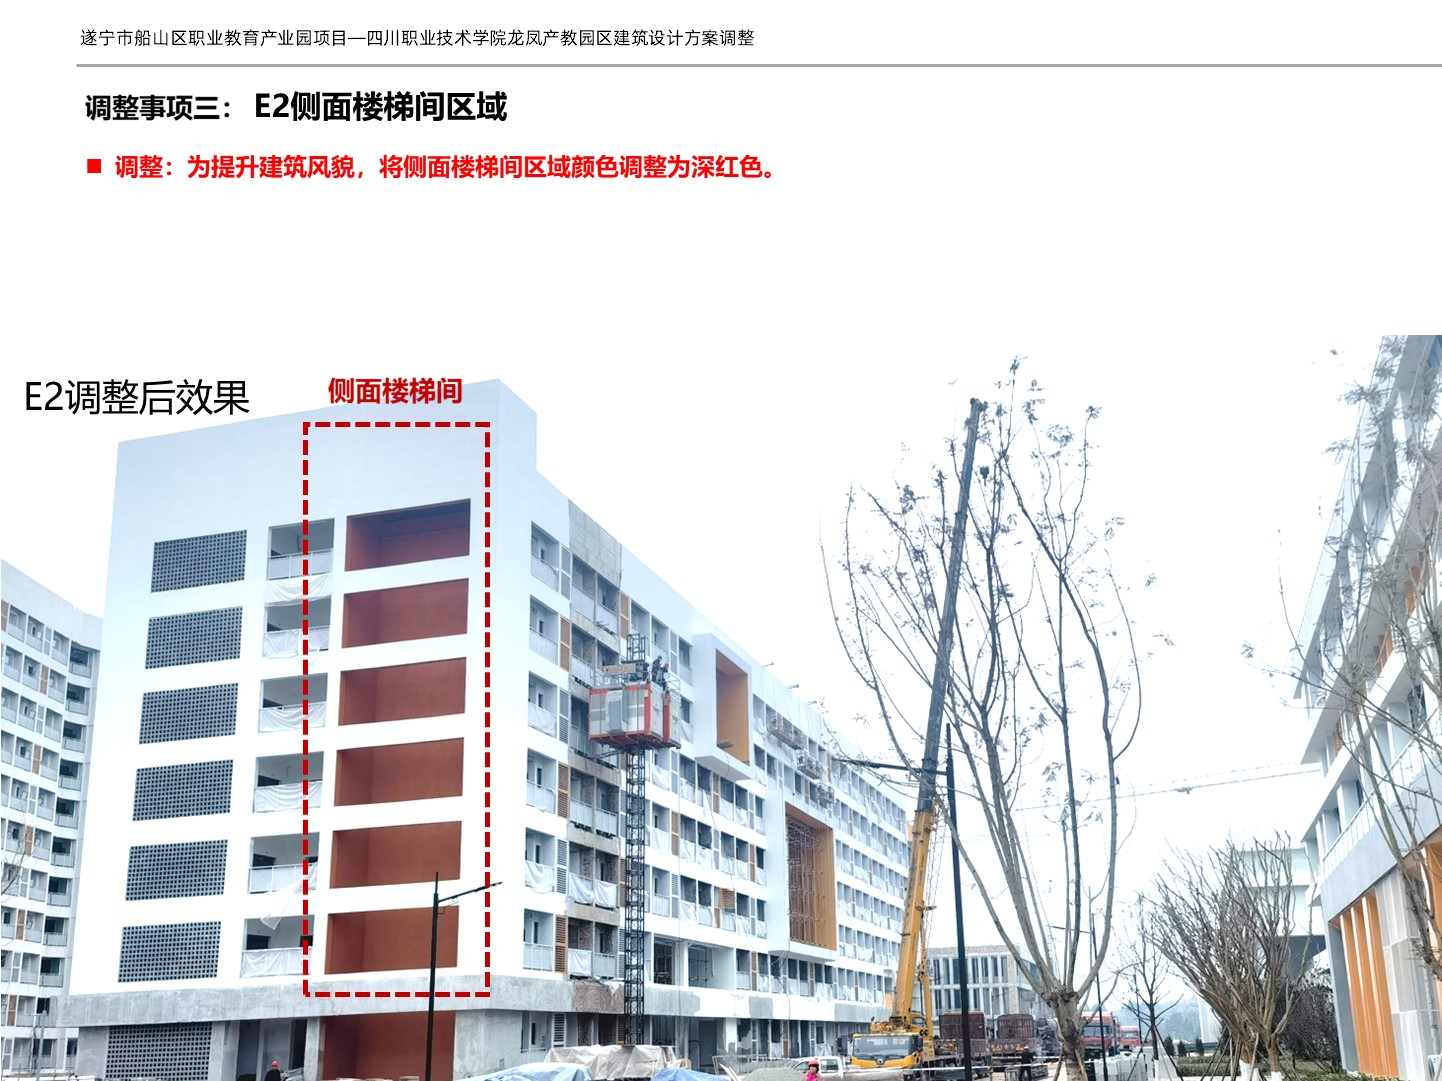 遂宁市船山区职业教育产业园项目—四川职业技术学院龙凤产教园区建筑设计方案调整
调整事项三： E2侧面楼梯间区域
■ 调整：为提升建筑风貌，将侧面楼梯间区域颜色调整为深红色。
E2调整后效果
侧面楼梯间